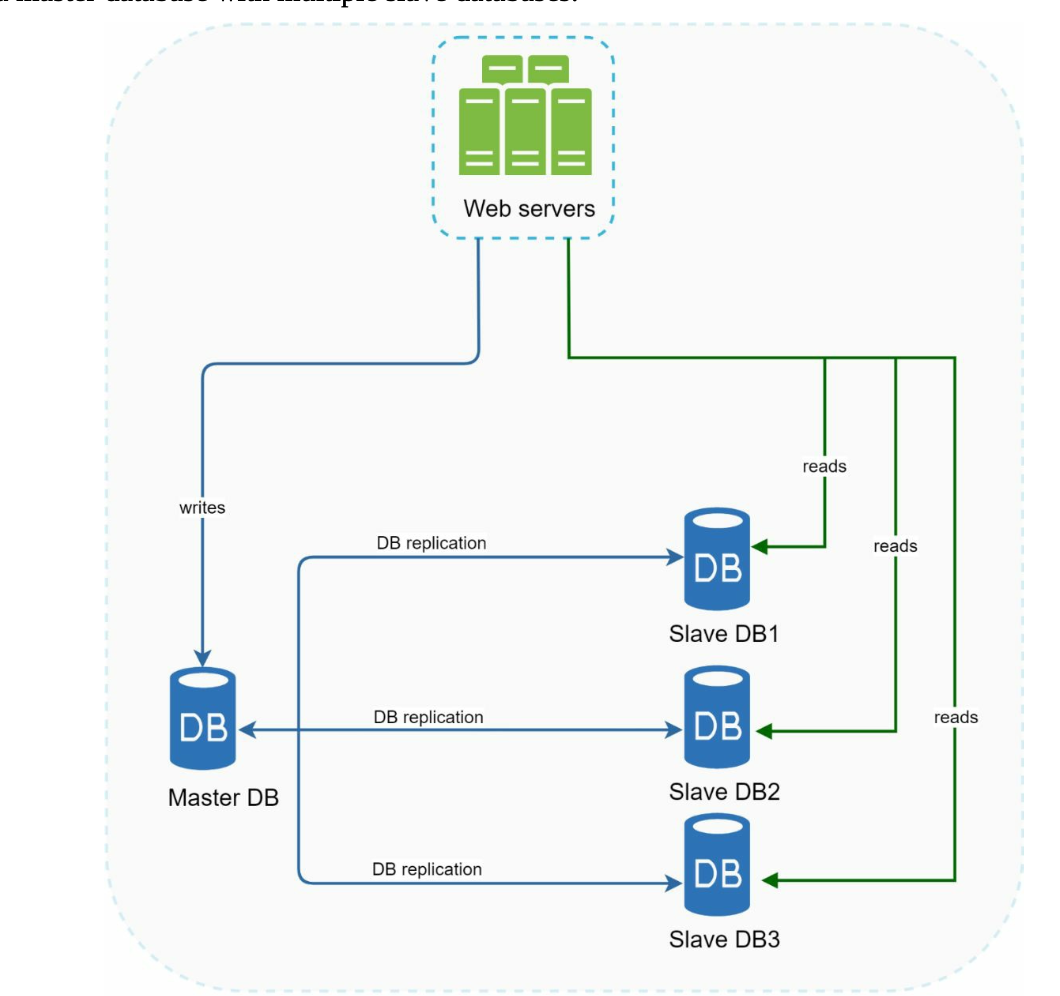 a master database with multiple slave databases.
Web servers
writes
reads
DB replication
DB
reads
Slave DB1
DB
DB replication
DB
reads
Master DB
Slave DB2
DB replication
DB
Slave DB3